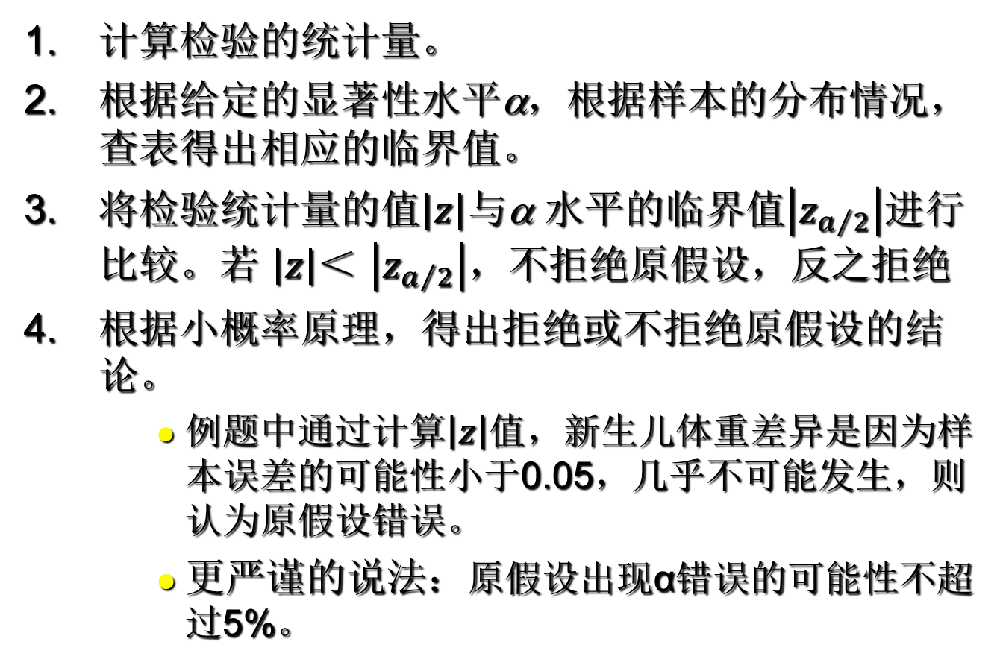 1. 计算检验的统计量。
2. 根据给定的显著性水平α，根据样本的分布情况，
查表得出相应的临界值。
3. 将检验统计量的值|z|与α 水平的临界值|z_{α/2}|进行
比较。若 |z|＜ |z_{α/2}|，不拒绝原假设，反之拒绝
4. 根据小概率原理，得出拒绝或不拒绝原假设的结
论。
• 例题中通过计算|z|值，新生儿体重差异是因为样
本误差的可能性小于0.05，几乎不可能发生，则
认为原假设错误。
• 更严谨的说法：原假设出现α错误的可能性不超
过5%。